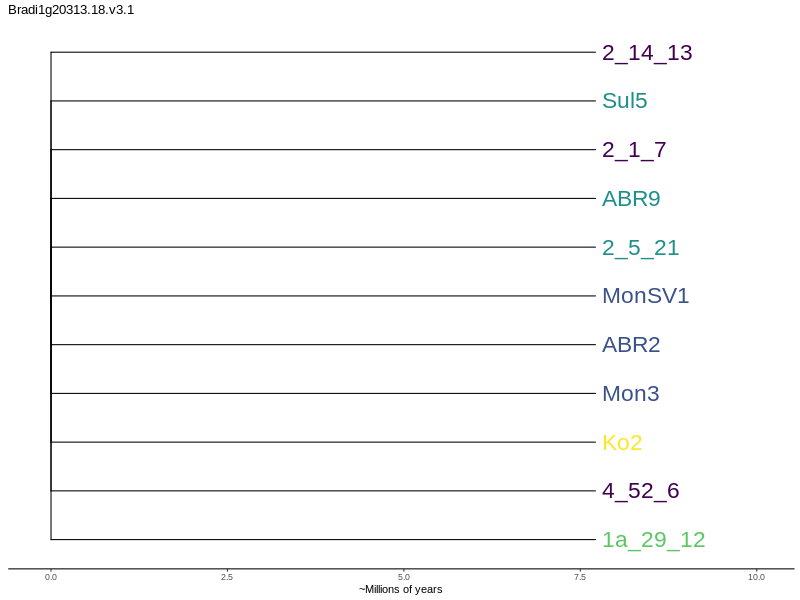 Bradi1g20313.18.v3.1
2_14_13
Sul5
2_1_7
ABR9
2_5_21
MonSV1
ABR2
Mon3
Ko2
4_52_6
1a_29_12
0.0 2.5 5.0 7.5 10.0
~Millions of years